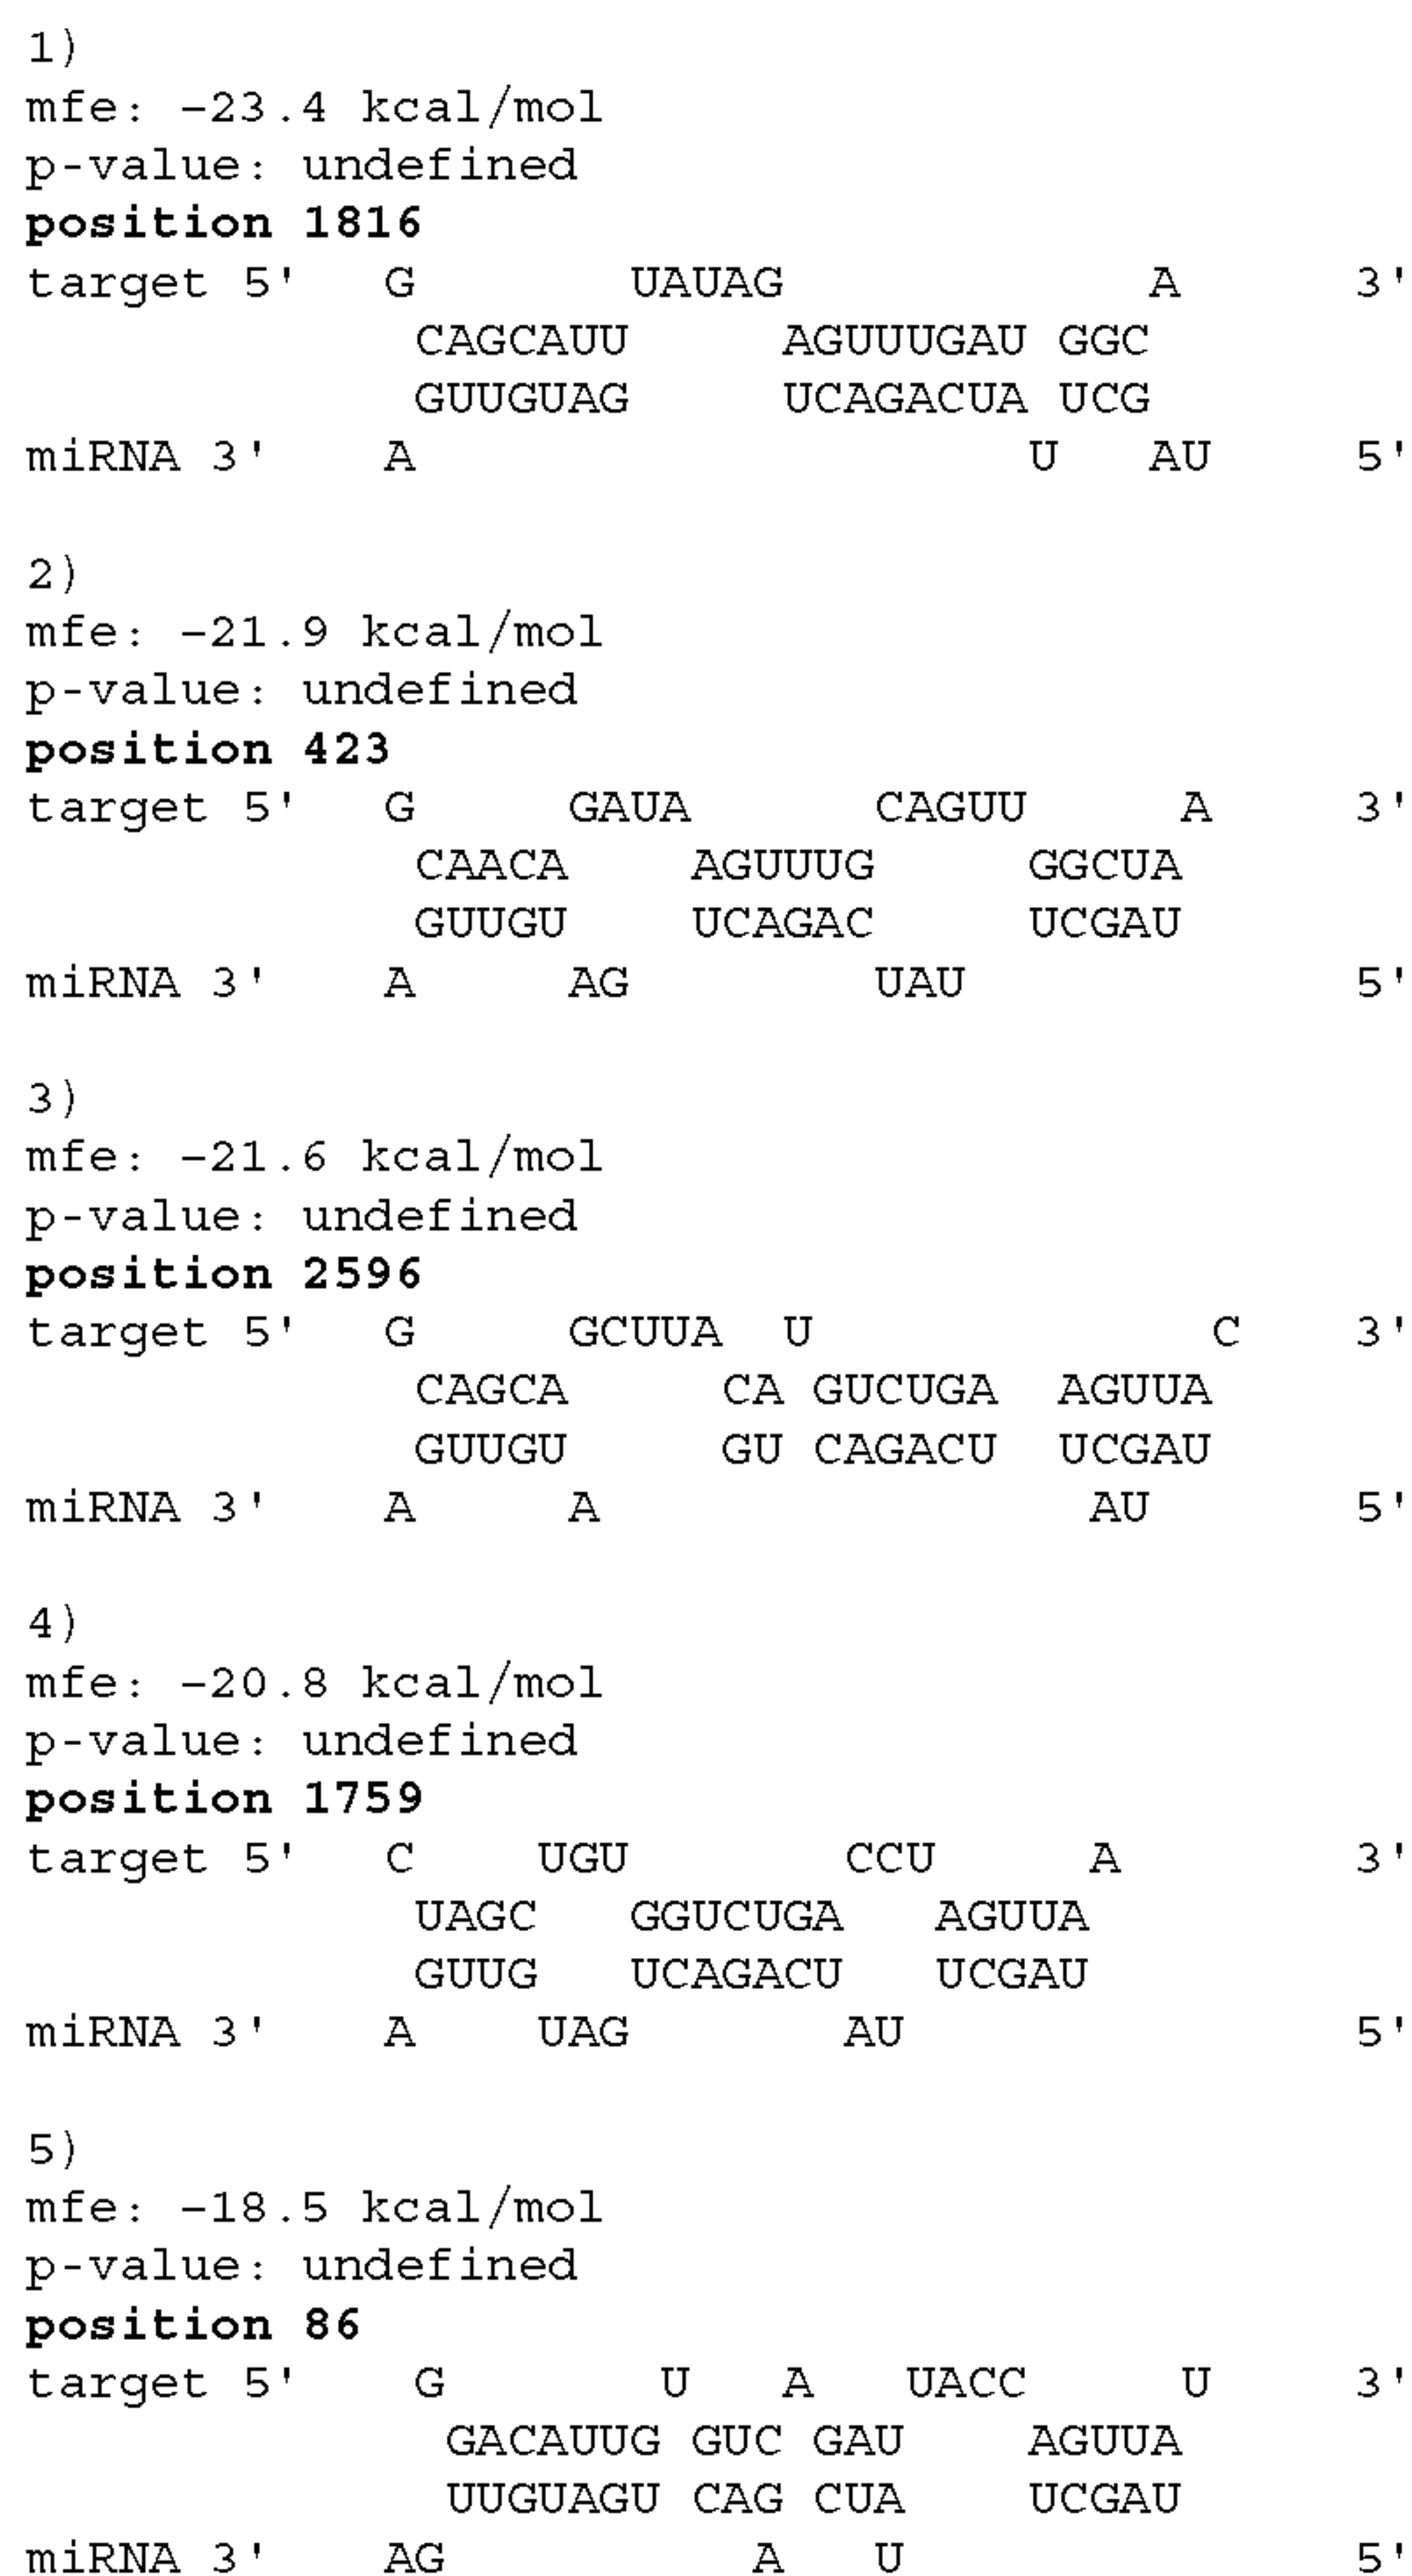 1)
mfe: -23.4 kcal/mol
p-value: undefined
position 1816
target 5'   G       UAUAG            A      3'
             CAGCAUU     AGUUUGAU GGC
             GUUGUAG     UCAGACUA UCG
miRNA 3'    A                    U   AU     5'
2)
mfe: -21.9 kcal/mol
p-value: undefined
position 423
target 5'   G     GAUA      CAGUU     A     3'
             CAACA    AGUUUG     GGCUA
             GUUGU    UCAGAC     UCGAU
miRNA 3'    A     AG        UAU             5'
3)
mfe: -21.6 kcal/mol
p-value: undefined
position 2596
target 5'   G     GCUUA  U             C    3'
             CAGCA     CA GUCUGA  AGUUA
             GUUGU     GU CAGACU  UCGAU
miRNA 3'    A     A                AU       5'
4)
mfe: -20.8 kcal/mol
p-value: undefined
position 1759
target 5'   C    UGU       CCU     A        3'
             UAGC   GGUCUGA   AGUUA
             GUUG   UCAGACU   UCGAU
miRNA 3'    A    UAG       AU               5'
5)
mfe: -18.5 kcal/mol
p-value: undefined
position 86
target 5'    G       U   A   UACC     U     3'
              GACAUUG GUC GAU    AGUUA
              UUGUAGU CAG CUA    UCGAU
miRNA 3'    AG          A   U               5'